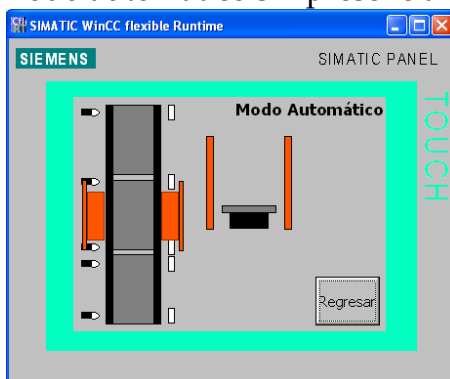 SIMATIC WinCC flexible Runtime
SIEMENS
SIMATIC PANEL
TOUCH
Modo Automático
Regresar